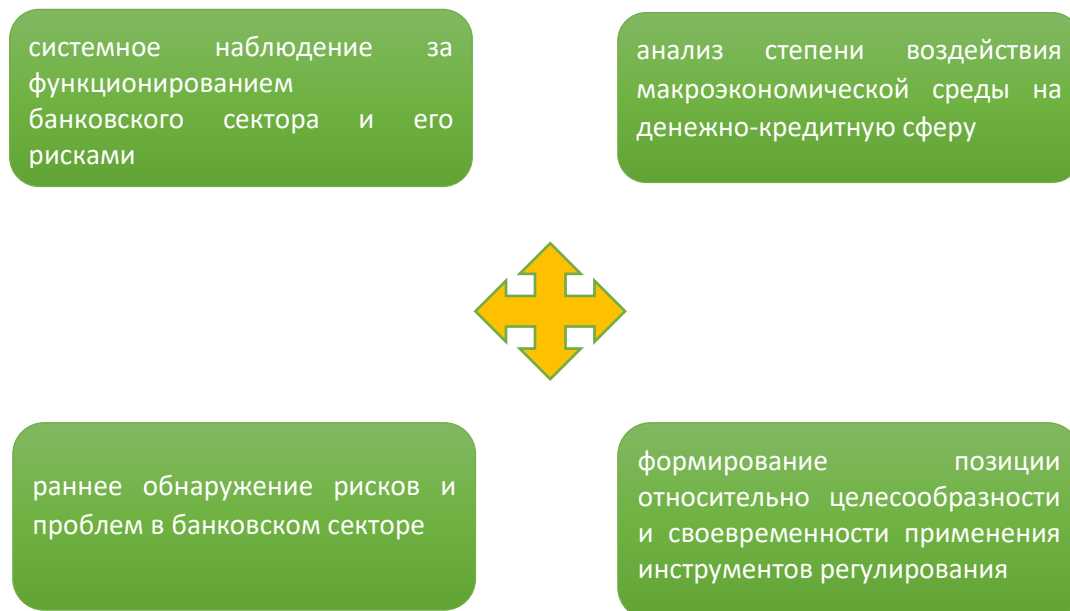 системное наблюдение за
функционированием
банковского сектора и его
рисками
анализ степени воздействия
макроэкономической среды на
денежно-кредитную сферу
раннее обнаружение рисков и
проблем в банковском секторе
формирование позиции
относительно целесообразности
и своевременности применения
инструментов регулирования